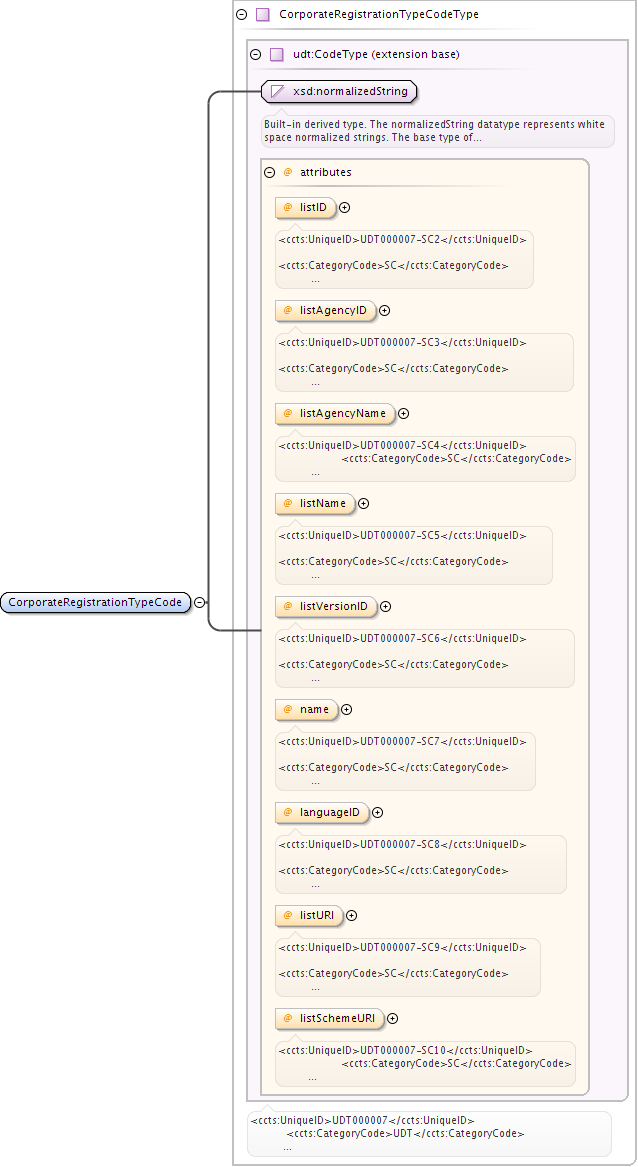 CorporateRegistrationTypeCodeType
udt:CodeType (extension base)
xsd:normalizedString
Built-in derived type. The normalizedString datatype represents white
space normalized strings. The base type of...
@ attributes
@ listID
<ccts:UniqueID>UDT000007-SC2</ccts:UniqueID>
<ccts:CategoryCode>SC</ccts:CategoryCode>
...
@ listAgencyID
<ccts:UniqueID>UDT000007-SC3</ccts:UniqueID>
<ccts:CategoryCode>SC</ccts:CategoryCode>
...
@ listAgencyName
<ccts:UniqueID>UDT000007-SC4</ccts:UniqueID>
<ccts:CategoryCode>SC</ccts:CategoryCode>
...
@ listName
<ccts:UniqueID>UDT000007-SC5</ccts:UniqueID>
<ccts:CategoryCode>SC</ccts:CategoryCode>
...
CorporateRegistrationTypeCode
@ listVersionID
<ccts:UniqueID>UDT000007-SC6</ccts:UniqueID>
<ccts:CategoryCode>SC</ccts:CategoryCode>
...
@ name
<ccts:UniqueID>UDT000007-SC7</ccts:UniqueID>
<ccts:CategoryCode>SC</ccts:CategoryCode>
...
@ languageID
<ccts:UniqueID>UDT000007-SC8</ccts:UniqueID>
<ccts:CategoryCode>SC</ccts:CategoryCode>
...
@ listURI
<ccts:UniqueID>UDT000007-SC9</ccts:UniqueID>
<ccts:CategoryCode>SC</ccts:CategoryCode>
...
@ listSchemeURI
<ccts:UniqueID>UDT000007-SC10</ccts:UniqueID>
<ccts:CategoryCode>SC</ccts:CategoryCode>
...
<ccts:UniqueID>UDT000007</ccts:UniqueID>
<ccts:CategoryCode>UDT</ccts:CategoryCode>
...